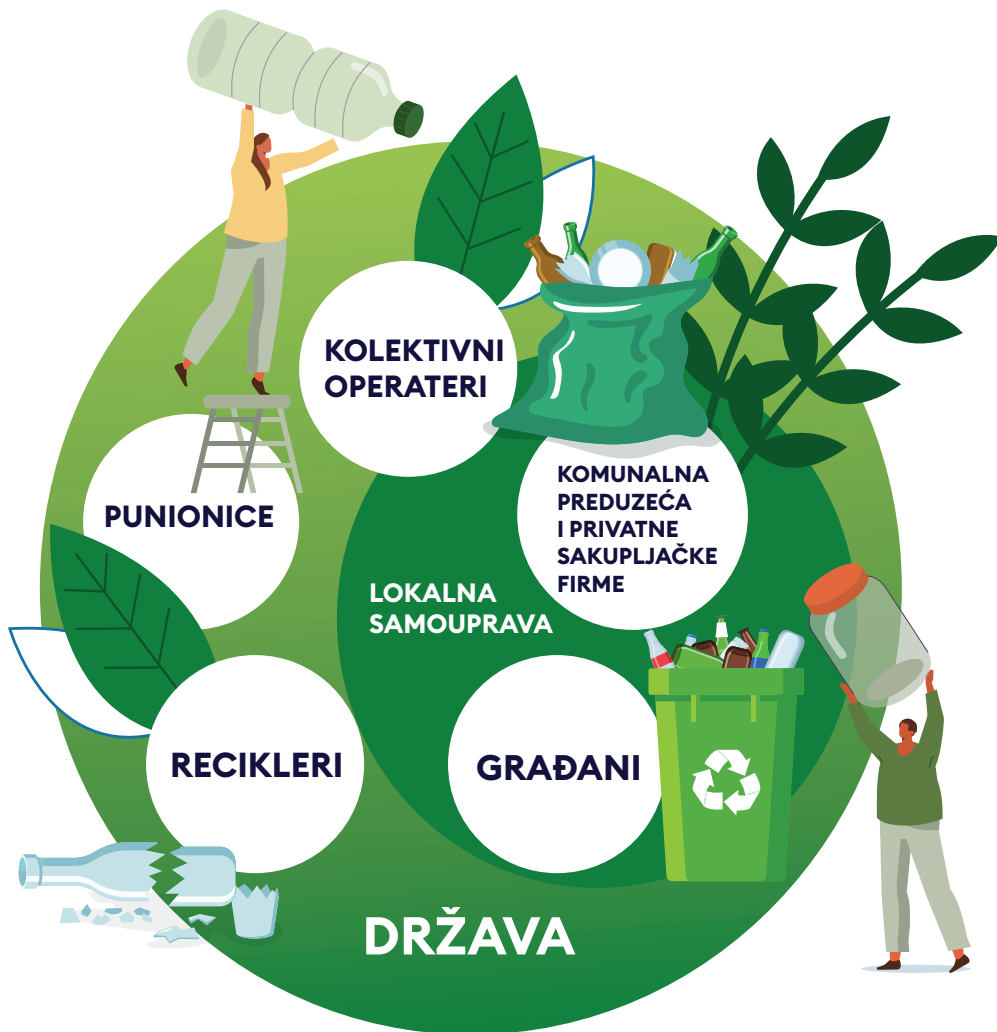 KOLEKTIVNI
OPERATERI
KOMUNALNA
PREDUZEĆA
I PRIVATNE
SAKUPLJAČKE
FIRME
PUNIONICE
LOKALNA
SAMOUPRAVA
RECIKLERI
GRAĐANI
DRŽAVA